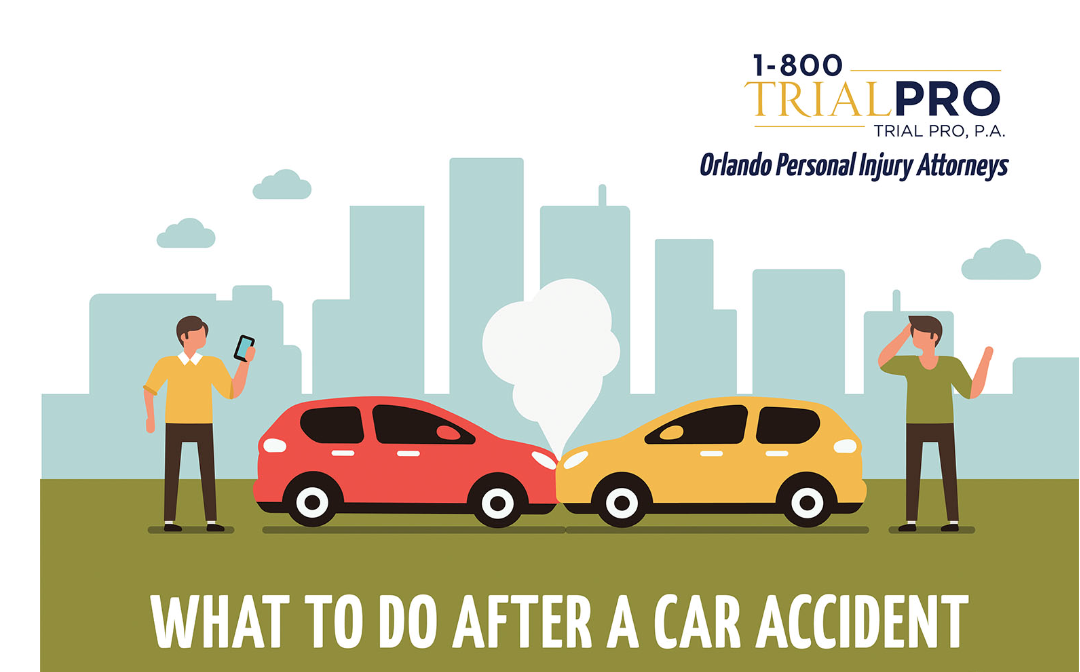 1-800
TRIALPRO
TRIAL PRO, P.A.
Orlando Personal Injury Attorneys
WHAT TO DO AFTER A CAR ACCIDENT